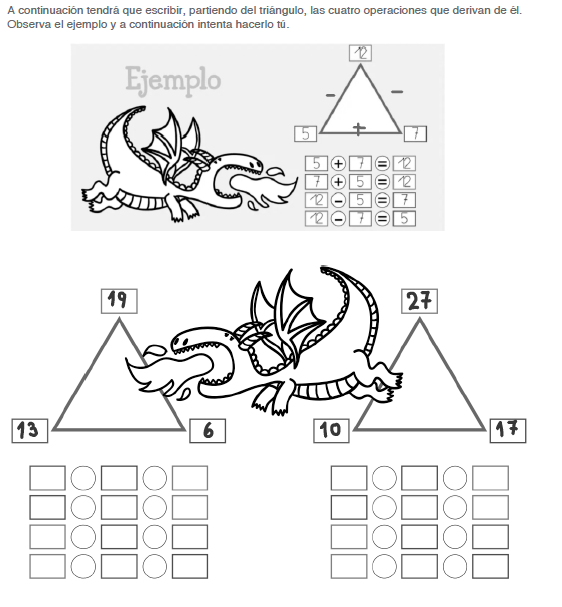 A continuación tendrá que escribir, partiendo del triángulo, las cuatro operaciones que derivan de él.
Observa el ejemplo y a continuación intenta hacerlo tú.
Ejemplo
12
- -
5 + 7
5 + 7 = 12
7 + 5 = 12
12 - 5 = 7
12 - 7 = 5
19 27
13 6 10 17